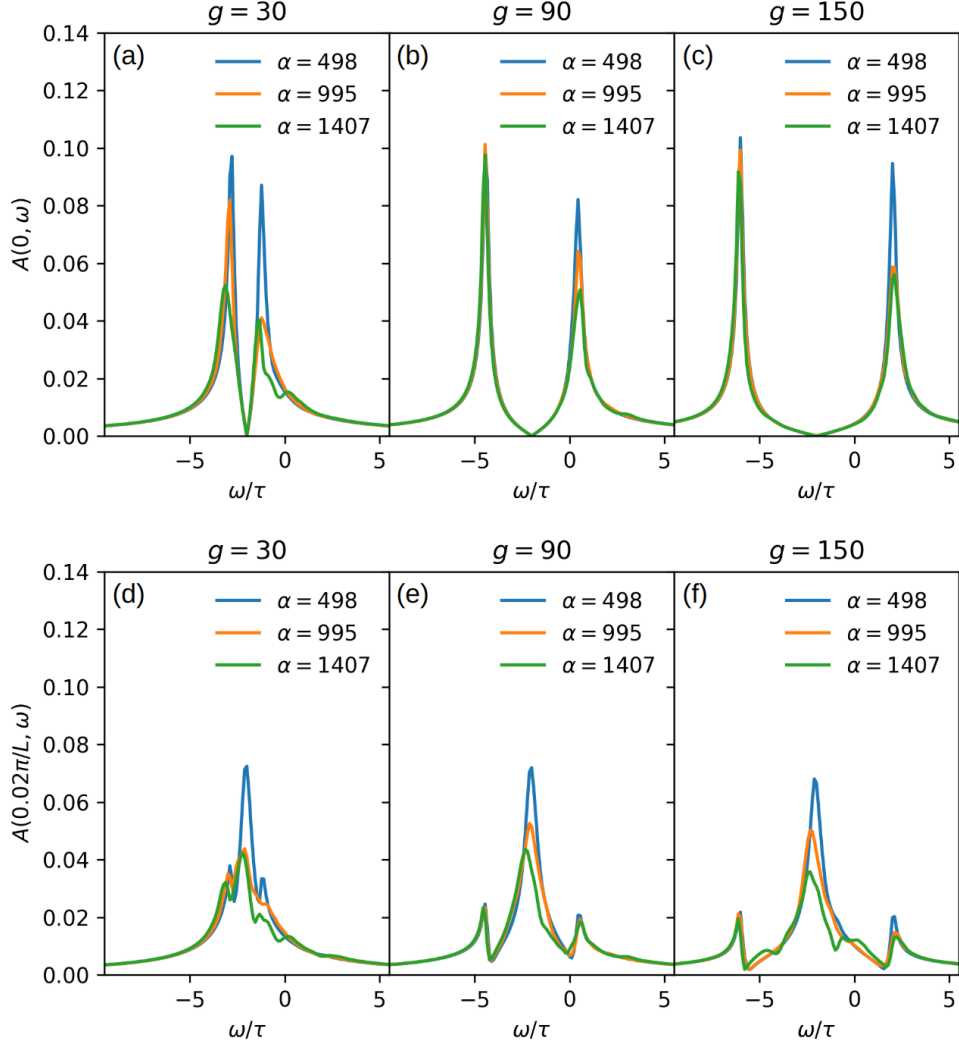 g = 30
g = 90
g = 150
0.14
0.12
0.10
0.08
0.06
0.04
0.02
0.00
A(0, ω)
(a)
α = 498
α = 995
α = 1407
(b)
α = 498
α = 995
α = 1407
(c)
α = 498
α = 995
α = 1407
−5 0 5
−5 0 5
−5 0 5
ω/τ
ω/τ
ω/τ
g = 30
g = 90
g = 150
0.14
0.12
0.10
0.08
0.06
0.04
0.02
0.00
A(0.02π/L, ω)
(d)
α = 498
α = 995
α = 1407
(e)
α = 498
α = 995
α = 1407
(f)
α = 498
α = 995
α = 1407
−5 0 5
−5 0 5
−5 0 5
ω/τ
ω/τ
ω/τ